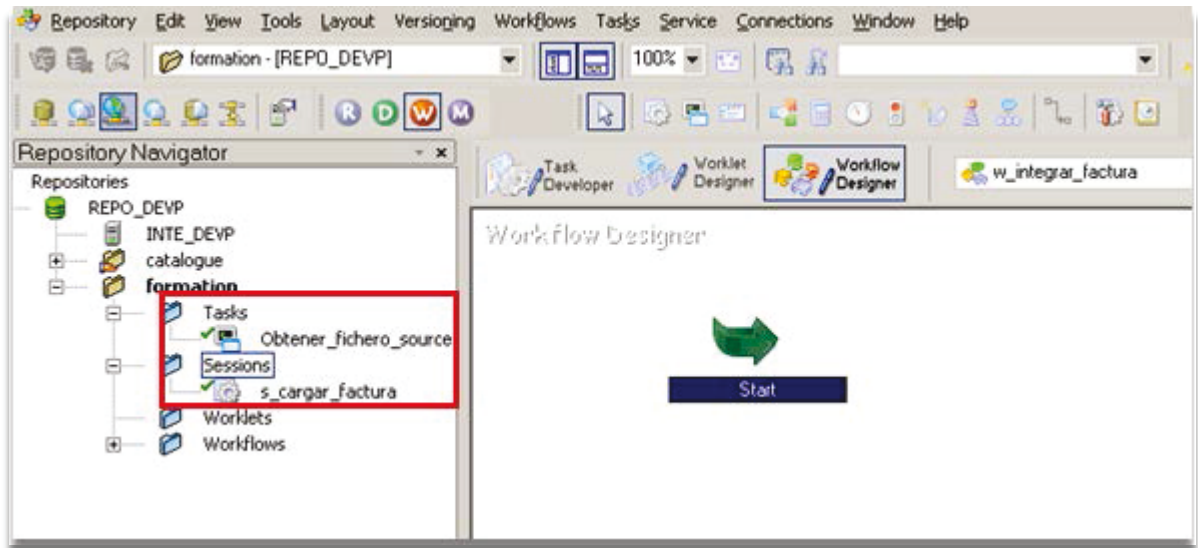 Repository Edit View Tools Layout Versioning Workflows Tasks Service Connections Window Help
formation - [REPO_DEVP] 100%
R D W M
Repository Navigator
Task Developer Worklet Designer Workflow Designer w_integrar_factura
Repositories
REPO_DEVP
INTE_DEVP
catalogue
formation
Tasks
Obtener_fichero_source
Sessions
s_cargar_factura
Worklets
Workflows
Workflow Designer
Start